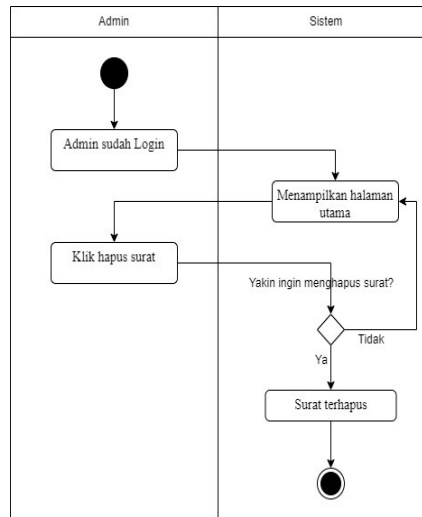 Admin
Sistem
Admin sudah Login
Menampilkan halaman
utama
Klik hapus surat
Yakin ingin menghapus surat?
Tidak
Ya
Surat terhapus